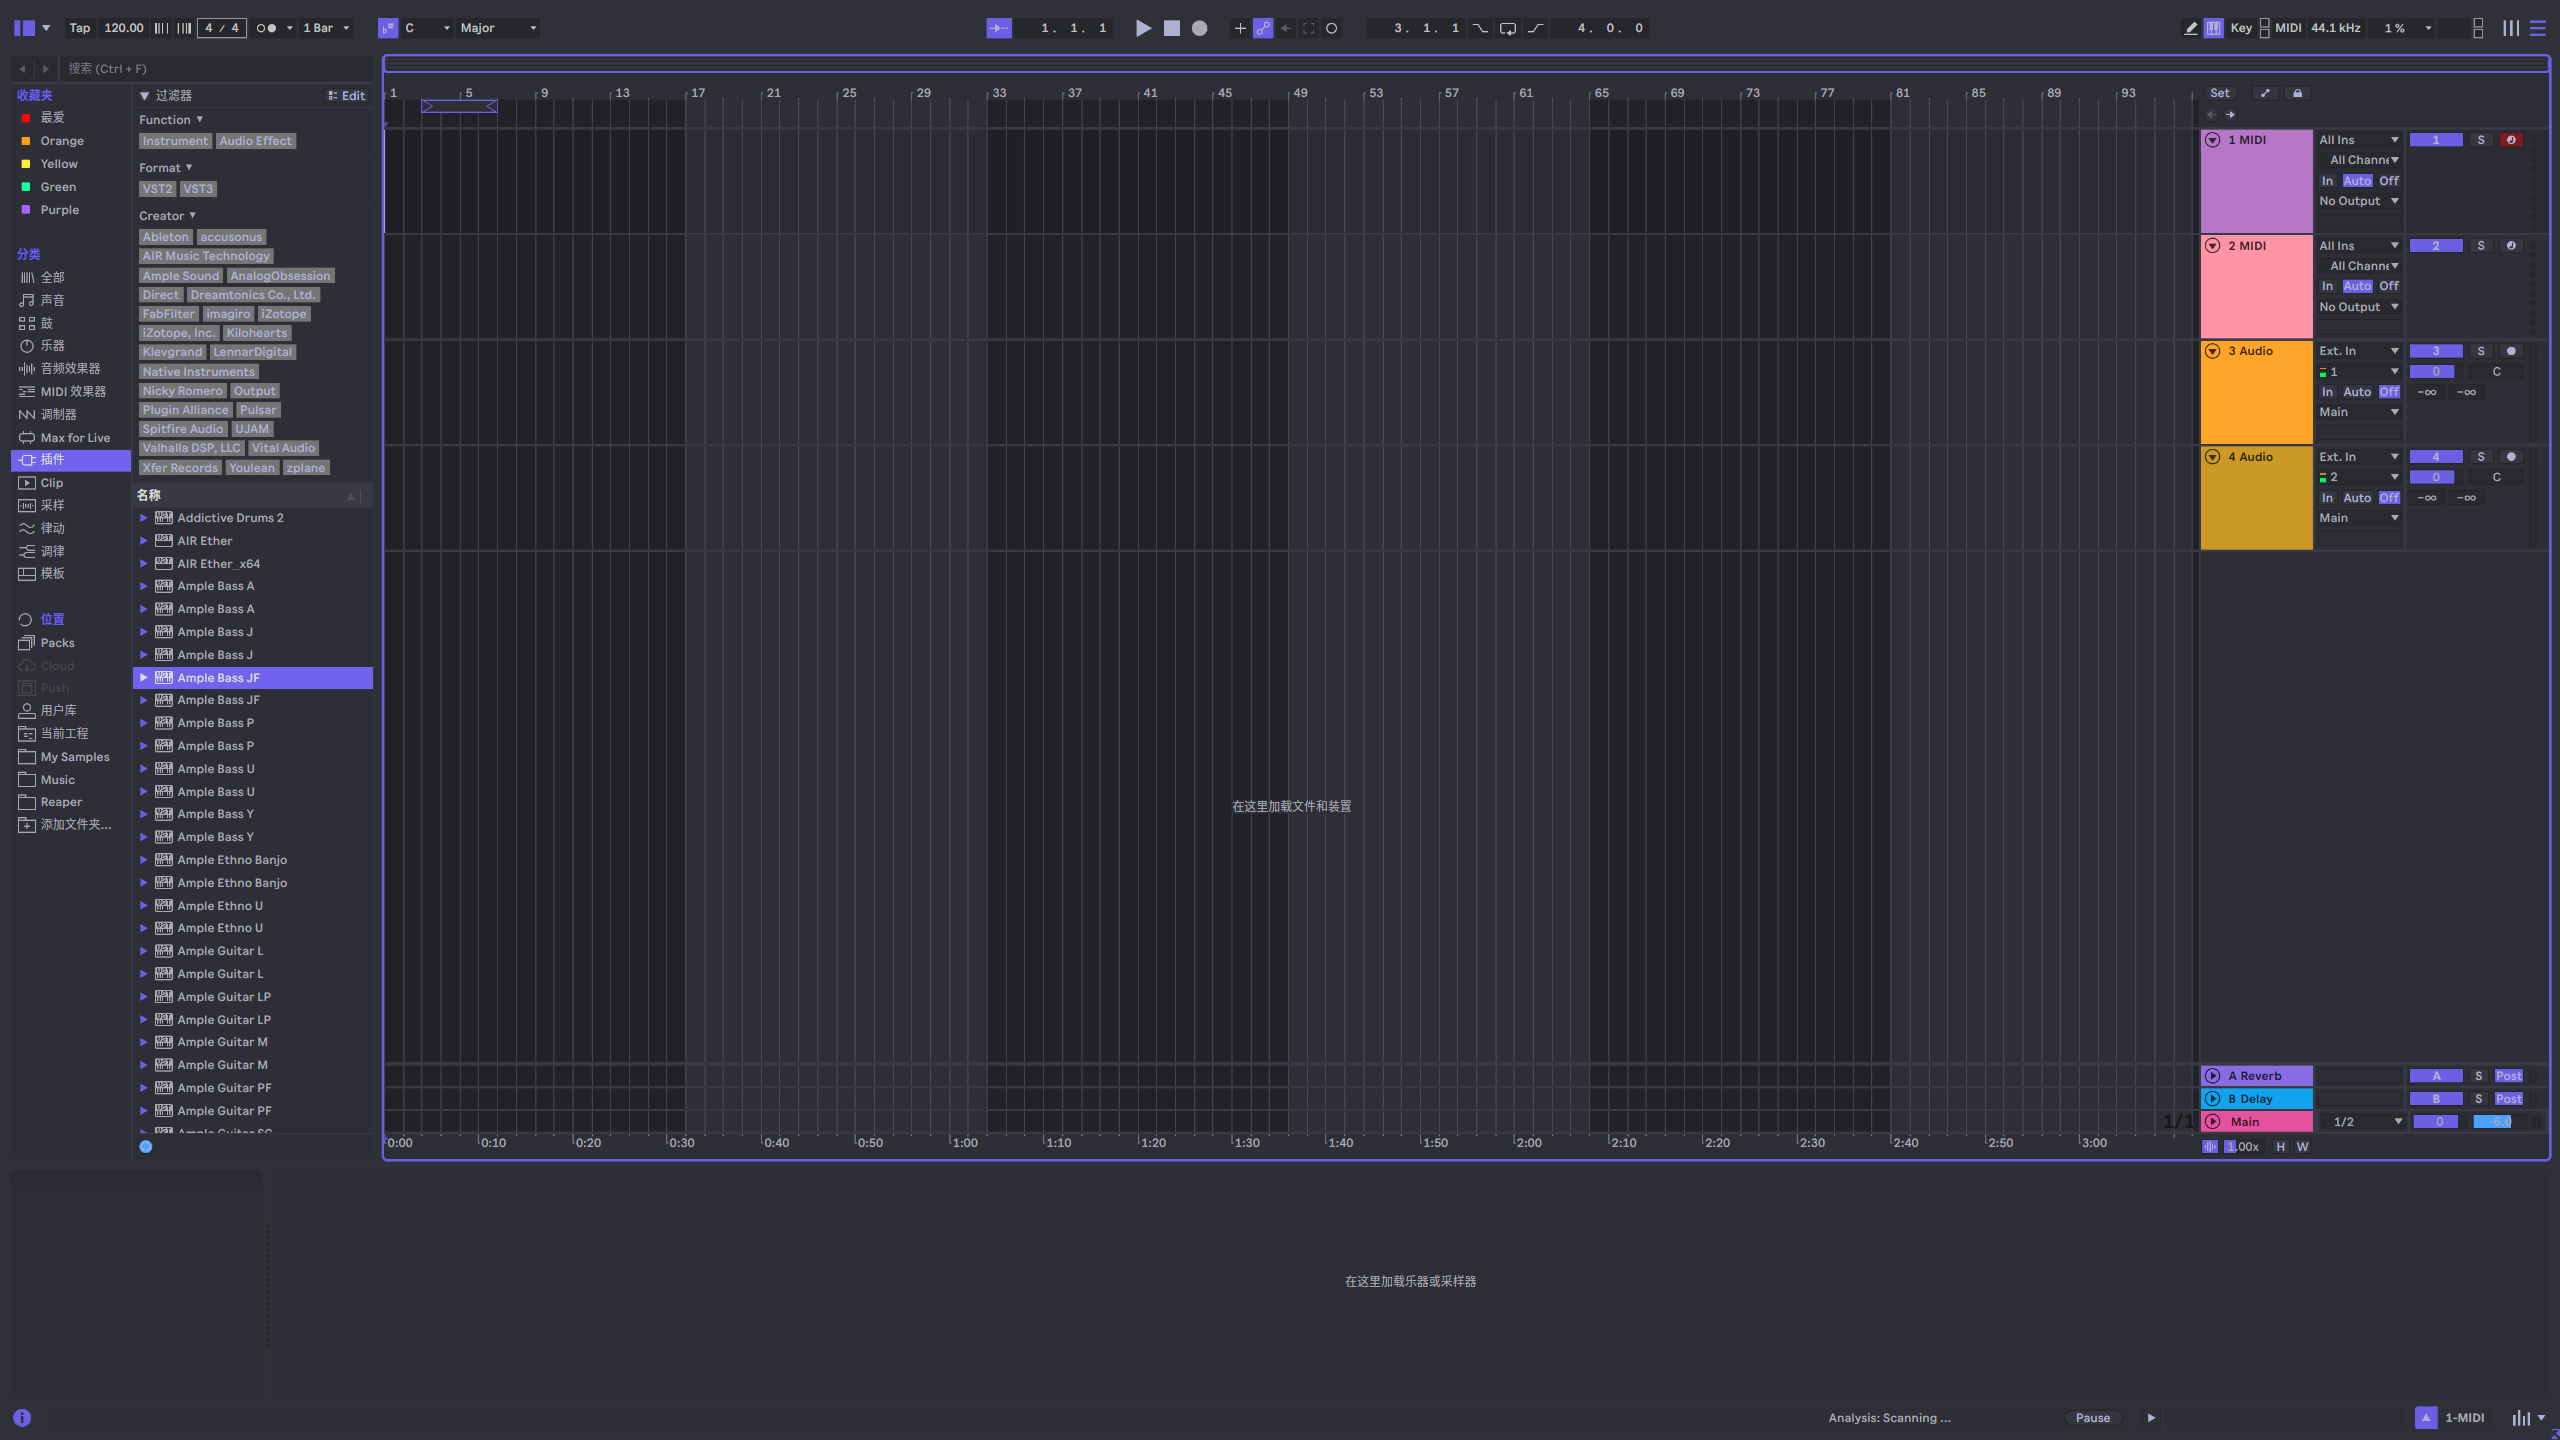 Tap 120.00 4 / 4 1 Bar C Major 1. 1. 1 3. 1. 1 4. 0. 0 Key MIDI 44.1 kHz 1 %
搜索 (Ctrl + F)
收藏夹
最爱
Orange
Yellow
Green
Purple
分类
全部
声音
鼓
乐器
音频效果器
MIDI 效果器
调制器
Max for Live
插件
Clip
采样
律动
调律
模板
位置
Packs
Cloud
Push
用户库
当前工程
My Samples
Music
Reaper
添加文件夹...
过滤器 Edit
Function
Instrument Audio Effect
Format
VST2 VST3
Creator
Ableton accusonus
AIR Music Technology
Ample Sound AnalogObsession
Direct Dreamtonics Co., Ltd.
FabFilter imagiro iZotope
iZotope, Inc. Kilohearts
Klevgrand LennarDigital
Native Instruments
Nicky Romero Output
Plugin Alliance Pulsar
Spitfire Audio UJAM
Valhalla DSP, LLC Vital Audio
Xfer Records Youlean zplane
名称
Addictive Drums 2
AIR Ether
AIR Ether_x64
Ample Bass A
Ample Bass A
Ample Bass J
Ample Bass J
Ample Bass JF
Ample Bass JF
Ample Bass P
Ample Bass P
Ample Bass U
Ample Bass U
Ample Bass Y
Ample Bass Y
Ample Ethno Banjo
Ample Ethno Banjo
Ample Ethno U
Ample Ethno U
Ample Guitar L
Ample Guitar L
Ample Guitar LP
Ample Guitar LP
Ample Guitar M
Ample Guitar M
Ample Guitar PF
Ample Guitar PF
Ample Guitar SC
1 5 9 13 17 21 25 29 33 37 41 45 49 53 57 61 65 69 73 77 81 85 89 93
在这里加载文件和装置
1/1
0:00 0:10 0:20 0:30 0:40 0:50 1:00 1:10 1:20 1:30 1:40 1:50 2:00 2:10 2:20 2:30 2:40 2:50 3:00
Set
1 MIDI All Ins 1 S
All Channe
In Auto Off
No Output
2 MIDI All Ins 2 S
All Channe
In Auto Off
No Output
3 Audio Ext. In 3 S
1 0 C
In Auto Off -∞ -∞
Main
4 Audio Ext. In 4 S
2 0 C
In Auto Off -∞ -∞
Main
A Reverb A S Post
B Delay B S Post
Main 1/2 0 -6.0
1.00x H W
在这里加载乐器或采样器
Analysis: Scanning ... Pause 1-MIDI